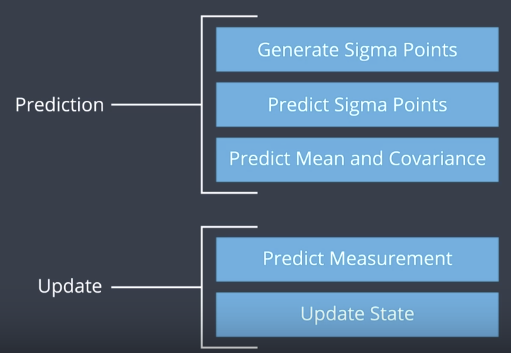 Prediction
Generate Sigma Points
Predict Sigma Points
Predict Mean and Covariance
Update
Predict Measurement
Update State